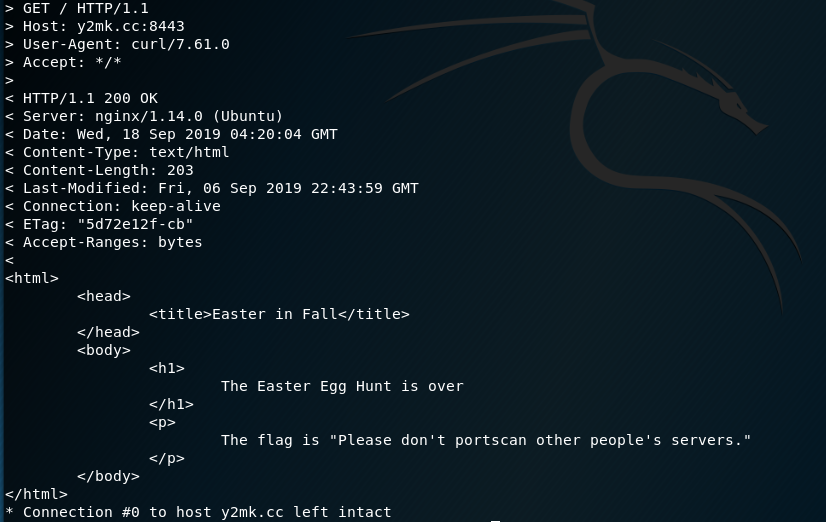 > GET / HTTP/1.1
> Host: y2mk.cc:8443
> User-Agent: curl/7.61.0
> Accept: */*
>
< HTTP/1.1 200 OK
< Server: nginx/1.14.0 (Ubuntu)
< Date: Wed, 18 Sep 2019 04:20:04 GMT
< Content-Type: text/html
< Content-Length: 203
< Last-Modified: Fri, 06 Sep 2019 22:43:59 GMT
< Connection: keep-alive
< ETag: "5d72e12f-cb"
< Accept-Ranges: bytes
<
<html>
        <head>
                <title>Easter in Fall</title>
        </head>
        <body>
                <h1>
                        The Easter Egg Hunt is over
                </h1>
                <p>
                        The flag is "Please don't portscan other people's servers."
                </p>
        </body>
</html>
* Connection #0 to host y2mk.cc left intact